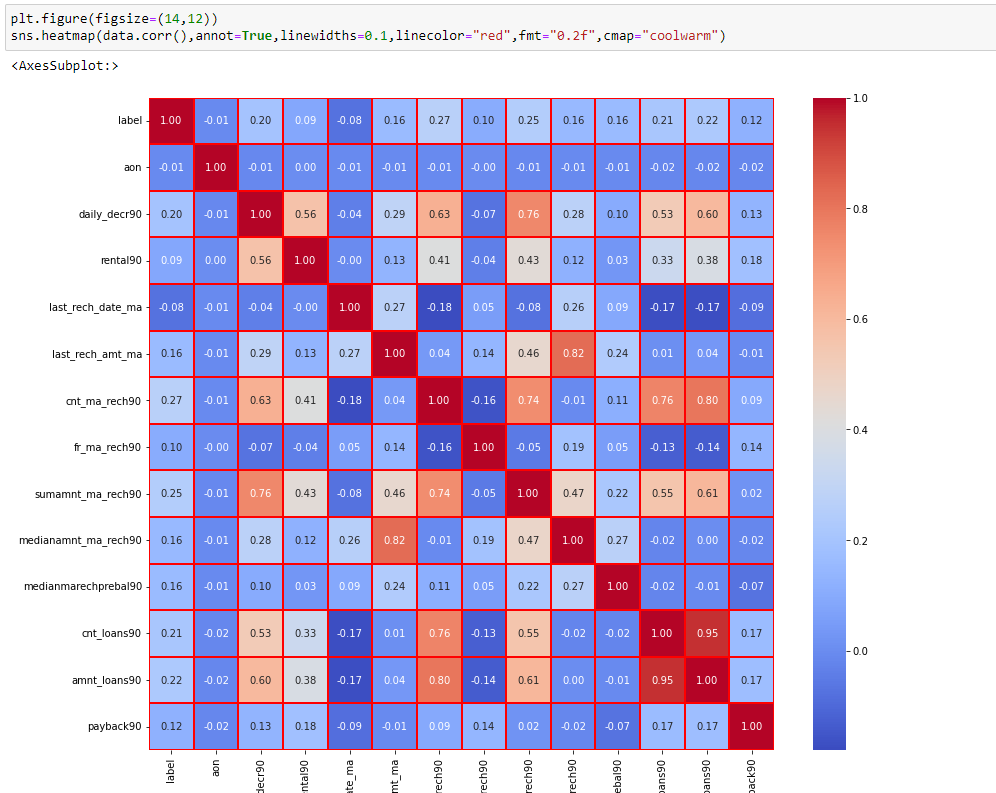 plt.figure(figsize=(14,12))
sns.heatmap(data.corr(),annot=True,linewidths=0.1,linecolor="red",fmt="0.2f",cmap="coolwarm")
<AxesSubplot:>
label 1.00 -0.01 0.20 0.09 -0.08 0.16 0.27 0.10 0.25 0.16 0.16 0.21 0.22 0.12
aon -0.01 1.00 -0.01 0.00 -0.01 -0.01 -0.01 -0.00 -0.01 -0.01 -0.01 -0.02 -0.02 -0.02
daily_decr90 0.20 -0.01 1.00 0.56 -0.04 0.29 0.63 -0.07 0.76 0.28 0.10 0.53 0.60 0.13
rental90 0.09 0.00 0.56 1.00 -0.00 0.13 0.41 -0.04 0.43 0.12 0.03 0.33 0.38 0.18
last_rech_date_ma -0.08 -0.01 -0.04 -0.00 1.00 0.27 -0.18 0.05 -0.08 0.26 0.09 -0.17 -0.17 -0.09
last_rech_amt_ma 0.16 -0.01 0.29 0.13 0.27 1.00 0.04 0.14 0.46 0.82 0.24 0.01 0.04 -0.01
cnt_ma_rech90 0.27 -0.01 0.63 0.41 -0.18 0.04 1.00 -0.16 0.74 -0.01 0.11 0.76 0.80 0.09
fr_ma_rech90 0.10 -0.00 -0.07 -0.04 0.05 0.14 -0.16 1.00 -0.05 0.19 0.05 -0.13 -0.14 0.14
sumamnt_ma_rech90 0.25 -0.01 0.76 0.43 -0.08 0.46 0.74 -0.05 1.00 0.47 0.22 0.55 0.61 0.02
medianamnt_ma_rech90 0.16 -0.01 0.28 0.12 0.26 0.82 -0.01 0.19 0.47 1.00 0.27 -0.02 0.00 -0.02
medianmarechprebal90 0.16 -0.01 0.10 0.03 0.09 0.24 0.11 0.05 0.22 0.27 1.00 -0.02 -0.01 -0.07
cnt_loans90 0.21 -0.02 0.53 0.33 -0.17 0.01 0.76 -0.13 0.55 -0.02 -0.02 1.00 0.95 0.17
amnt_loans90 0.22 -0.02 0.60 0.38 -0.17 0.04 0.80 -0.14 0.61 0.00 -0.01 0.95 1.00 0.17
payback90 0.12 -0.02 0.13 0.18 -0.09 -0.01 0.09 0.14 0.02 -0.02 -0.07 0.17 0.17 1.00
label
aon
decr90
ental90
ate_ma
mt_ma
rech90
rech90
rech90
rech90
ebal90
oans90
oans90
back90
1.0
0.8
0.6
0.4
0.2
0.0